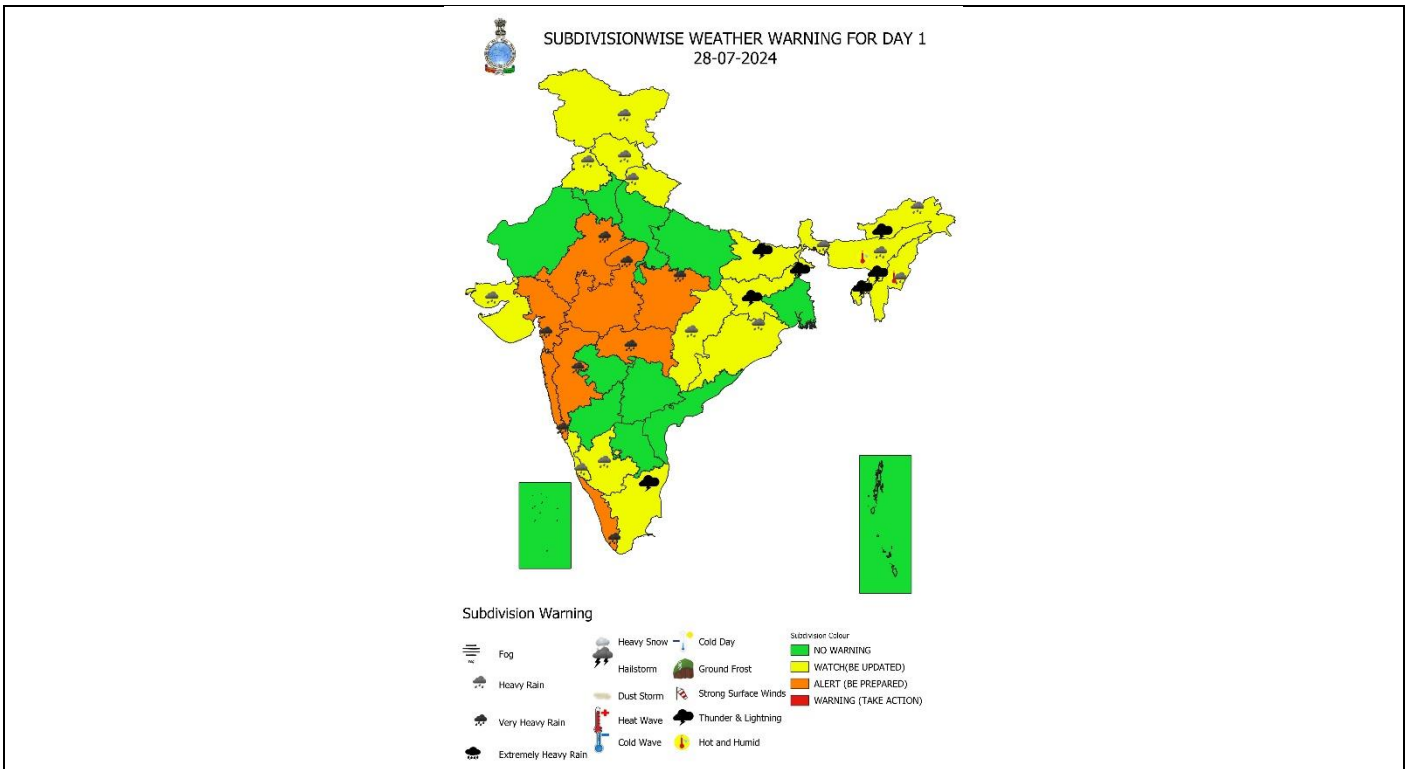 SUBDIVISIONWISE WEATHER WARNING FOR DAY 1
28-07-2024
Subdivision Warning
Fog
Heavy Rain
Very Heavy Rain
Extremely Heavy Rain
Heavy Snow
Hailstorm
Dust Storm
Heat Wave
Cold Wave
Cold Day
Ground Frost
Strong Surface Winds
Thunder & Lightning
Hot and Humid
Subdivision Colour
NO WARNING
WATCH(BE UPDATED)
ALERT (BE PREPARED)
WARNING (TAKE ACTION)